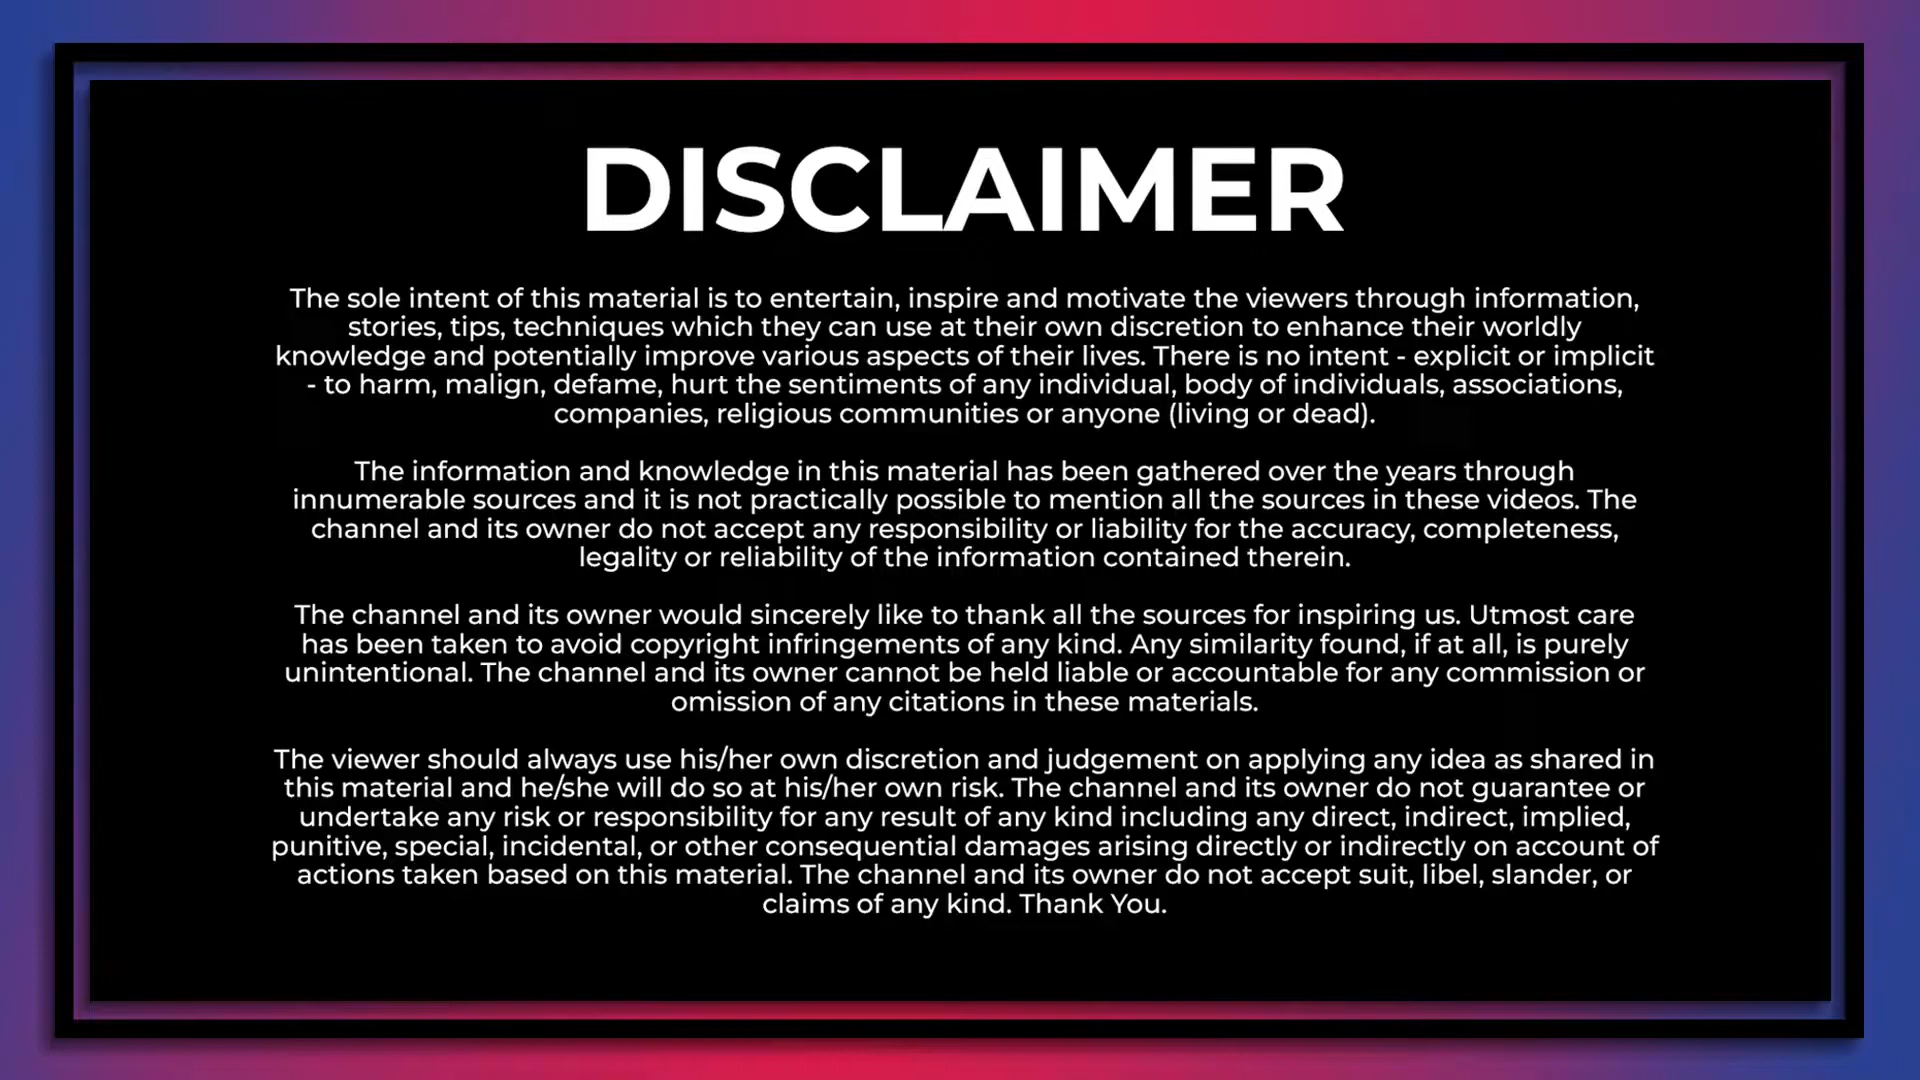 DISCLAIMER
The sole intent of this material is to entertain, inspire and motivate the viewers through information,
stories, tips, techniques which they can use at their own discretion to enhance their worldly
knowledge and potentially improve various aspects of their lives. There is no intent - explicit or implicit
- to harm, malign, defame, hurt the sentiments of any individual, body of individuals, associations,
companies, religious communities or anyone (living or dead).
The information and knowledge in this material has been gathered over the years through
innumerable sources and it is not practically possible to mention all the sources in these videos. The
channel and its owner do not accept any responsibility or liability for the accuracy, completeness,
legality or reliability of the information contained therein.
The channel and its owner would sincerely like to thank all the sources for inspiring us. Utmost care
has been taken to avoid copyright infringements of any kind. Any similarity found, if at all, is purely
unintentional. The channel and its owner cannot be held liable or accountable for any commission or
omission of any citations in these materials.
The viewer should always use his/her own discretion and judgement on applying any idea as shared in
this material and he/she will do so at his/her own risk. The channel and its owner do not guarantee or
undertake any risk or responsibility for any result of any kind including any direct, indirect, implied,
punitive, special, incidental, or other consequential damages arising directly or indirectly on account of
actions taken based on this material. The channel and its owner do not accept suit, libel, slander, or
claims of any kind. Thank You.